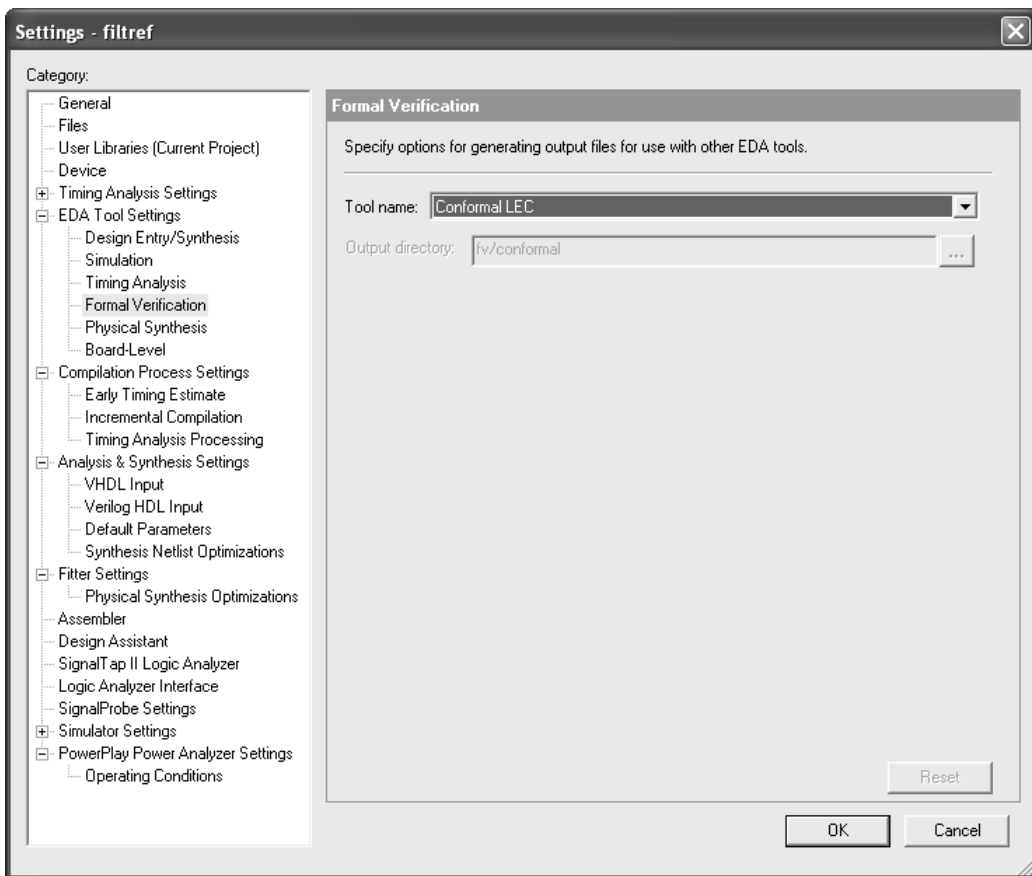 Settings - filtref
Category:
General
Files
User Libraries (Current Project)
Device
Timing Analysis Settings
EDA Tool Settings
Design Entry/Synthesis
Simulation
Timing Analysis
Formal Verification
Physical Synthesis
Board-Level
Compilation Process Settings
Early Timing Estimate
Incremental Compilation
Timing Analysis Processing
Analysis & Synthesis Settings
VHDL Input
Verilog HDL Input
Default Parameters
Synthesis Netlist Optimizations
Fitter Settings
Physical Synthesis Optimizations
Assembler
Design Assistant
SignalTap II Logic Analyzer
Logic Analyzer Interface
SignalProbe Settings
Simulator Settings
PowerPlay Power Analyzer Settings
Operating Conditions
Formal Verification
Specify options for generating output files for use with other EDA tools.
Tool name: Conformal LEC
Output directory: fv/conformal ...
Reset
OK Cancel